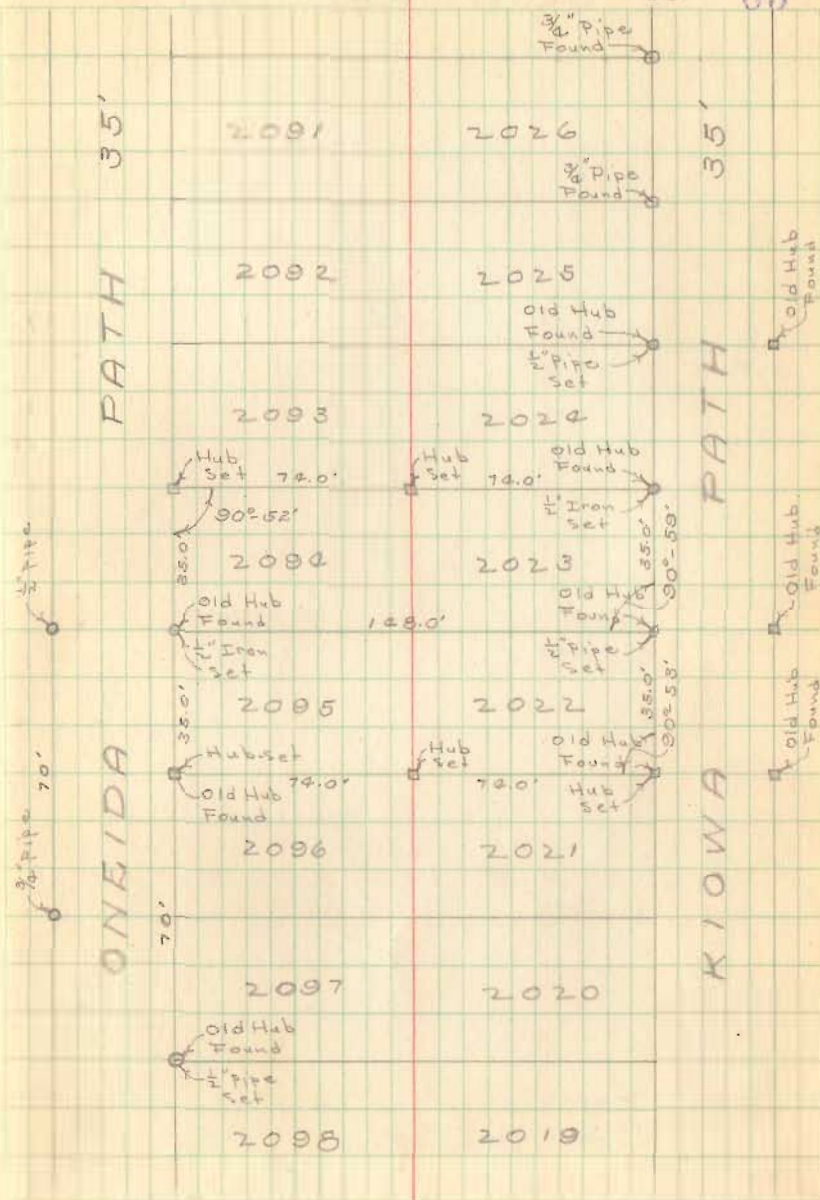 3/4" Pipe
Found
35'
2091
2026
35'
3/4" Pipe
Found
Old Hub
Found
2092
2025
PATH
Old Hub
Found
1/2" Pipe
Set
2093
2024
PATH
Hub
Set
74.0'
Hub
Set
74.0'
Old Hub
Found
1/2" Iron
Set
90°-52'
35.0'
2094
2023
35.0'
1/2" Pipe
Old Hub
Found
1/2" Iron
Set
148.0'
Old Hub
Found
1/2" Pipe
Set
90°-59'
Old Hub
Found
35.0'
2095
2022
35.0'
90° 53'
Old Hub
Found
70'
Hub set
Old Hub
Found
74.0'
Hub
Set
74.0'
Old Hub
Found
Hub
Set
ONEIDA
2096
2021
KIOWA
3/4" Pipe
70'
2097
2020
Old Hub
Found
1/2" Pipe
Set
2098
2019